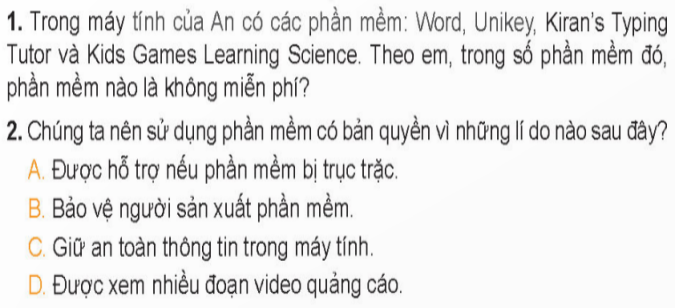 1. Trong máy tính của An có các phần mềm: Word, Unikey, Kiran's Typing
Tutor và Kids Games Learning Science. Theo em, trong số phần mềm đó,
phần mềm nào là không miễn phí?
2. Chúng ta nên sử dụng phần mềm có bản quyền vì những lí do nào sau đây?
A. Được hỗ trợ nếu phần mềm bị trục trặc.
B. Bảo vệ người sản xuất phần mềm.
C. Giữ an toàn thông tin trong máy tính.
D. Được xem nhiều đoạn video quảng cáo.